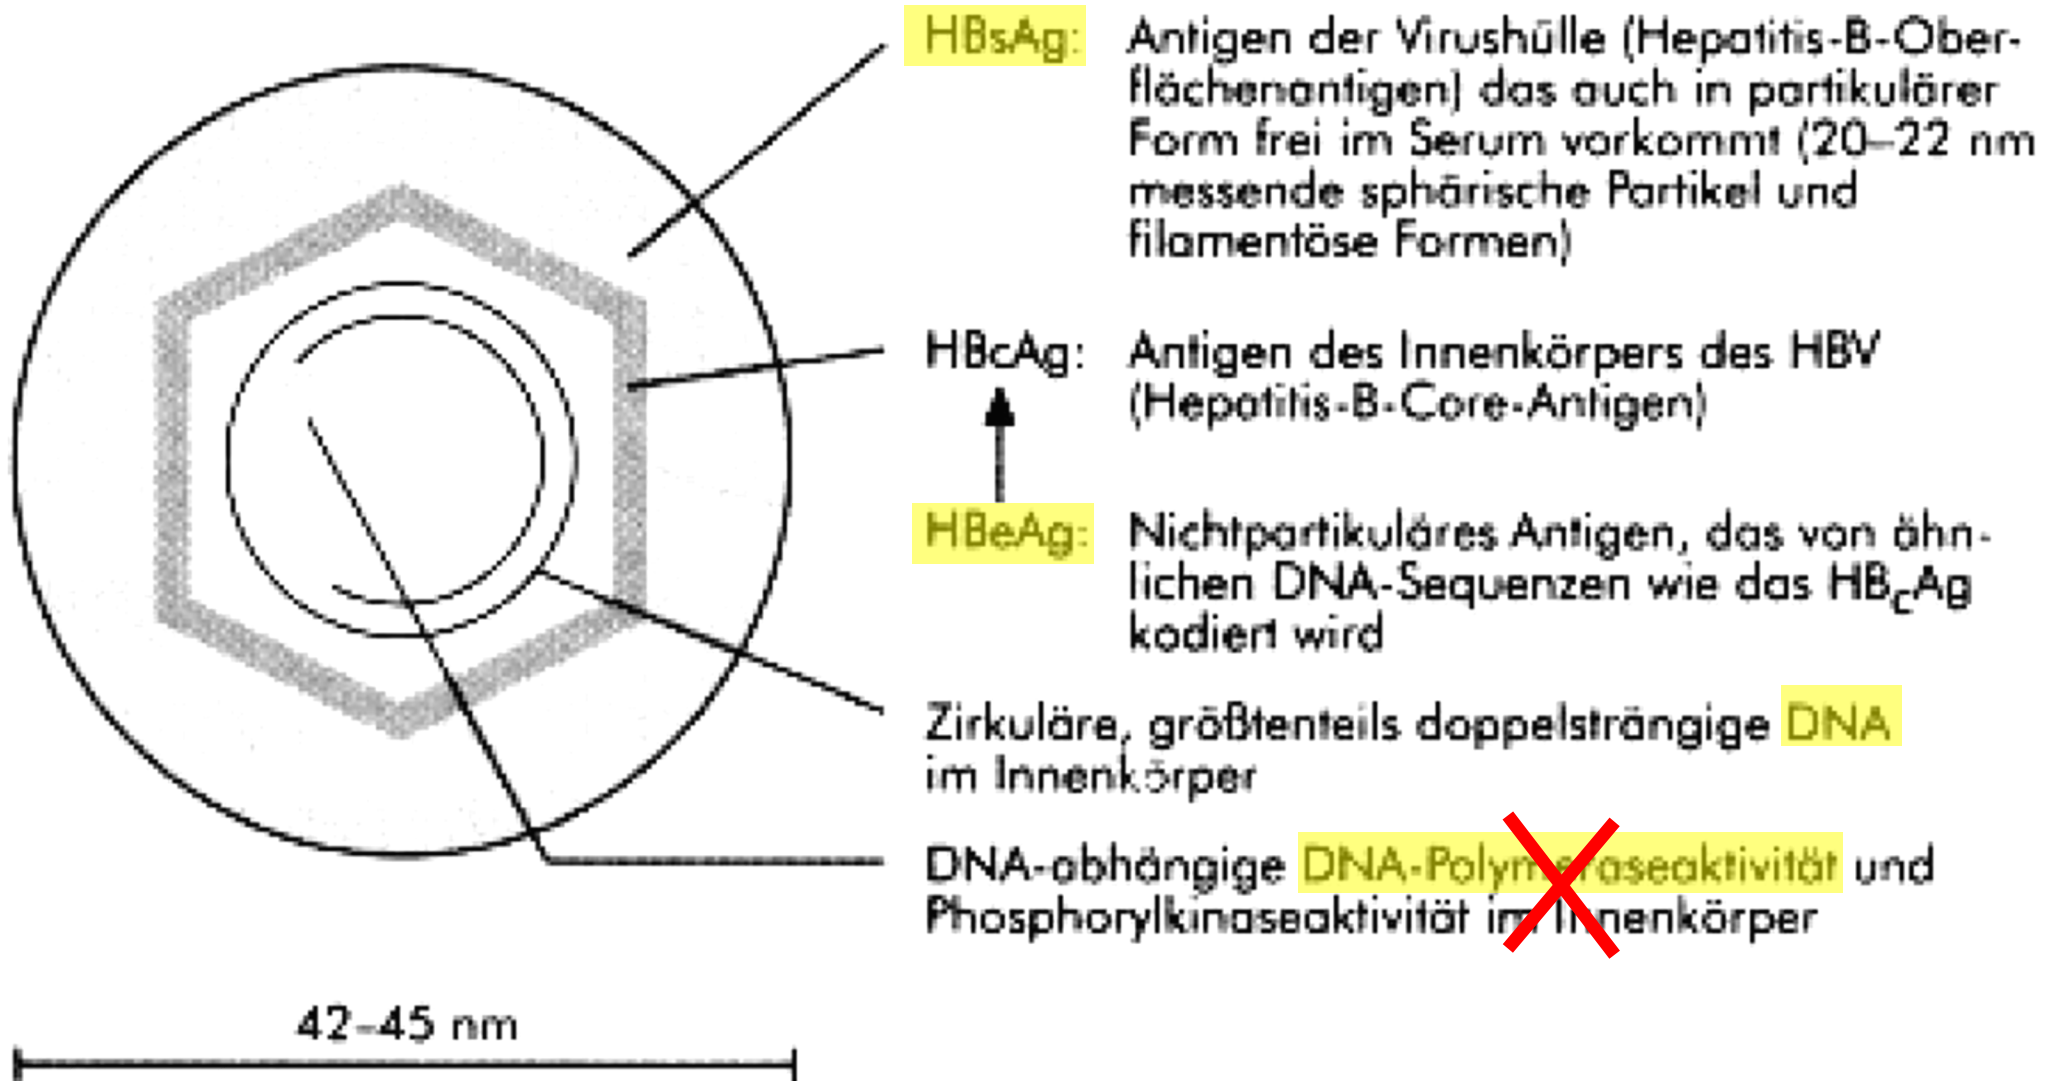 HBsAg: Antigen der Virushülle (Hepatitis-B-Ober-
flächenantigen) das auch in partikulärer
Form frei im Serum vorkommt (20–22 nm
messende sphärische Partikel und
filamentöse Formen)
HBcAg: Antigen des Innenkörpers des HBV
(Hepatitis-B-Core-Antigen)
HBeAg: Nichtpartikuläres Antigen, das von ähn-
lichen DNA-Sequenzen wie das HBcAg
kodiert wird
Zirkuläre, größtenteils doppelsträngige DNA
im Innenkörper
DNA-abhängige DNA-Polymeraseaktivität und
Phosphorylkinaseaktivität im Innenkörper
42–45 nm